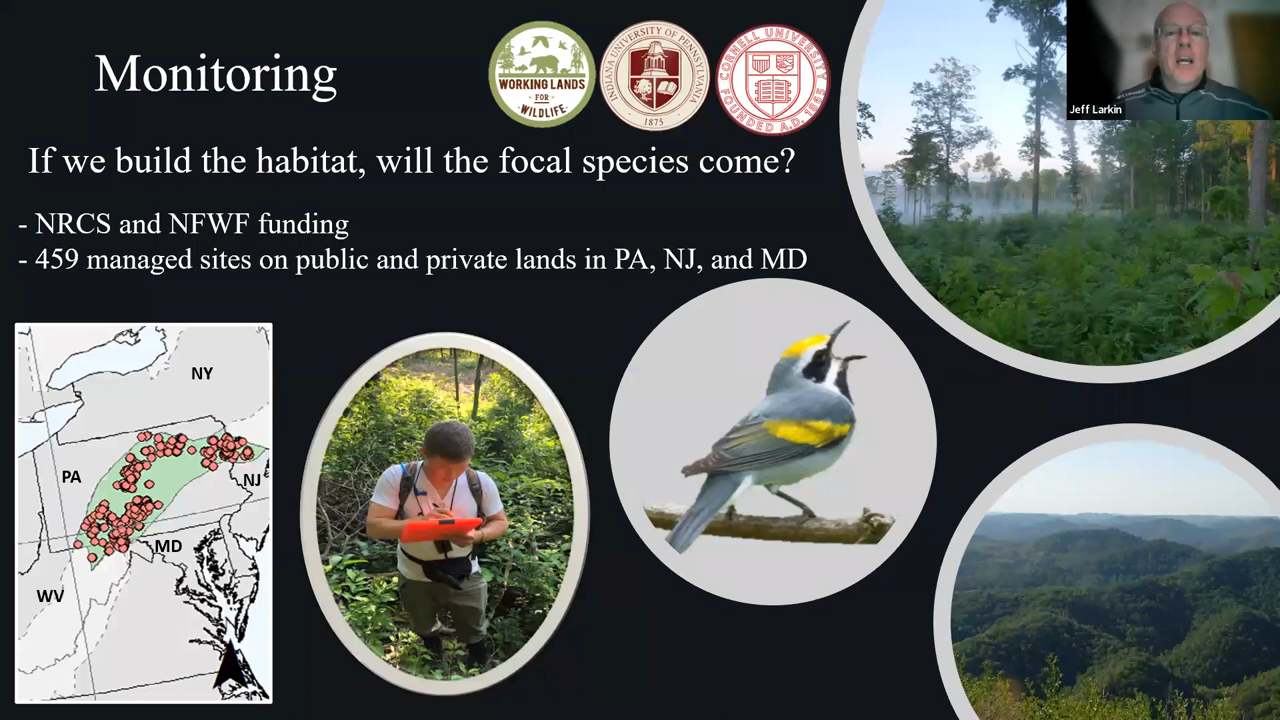 Monitoring
WORKING LANDS
FOR
WILDLIFE
INDIANA UNIVERSITY OF PENNSYLVANIA
1875
CORNELL UNIVERSITY
FOUNDED A.D. 1865
Jeff Larkin
If we build the habitat, will the focal species come?
- NRCS and NFWF funding
- 459 managed sites on public and private lands in PA, NJ, and MD
NY
PA
NJ
MD
WV